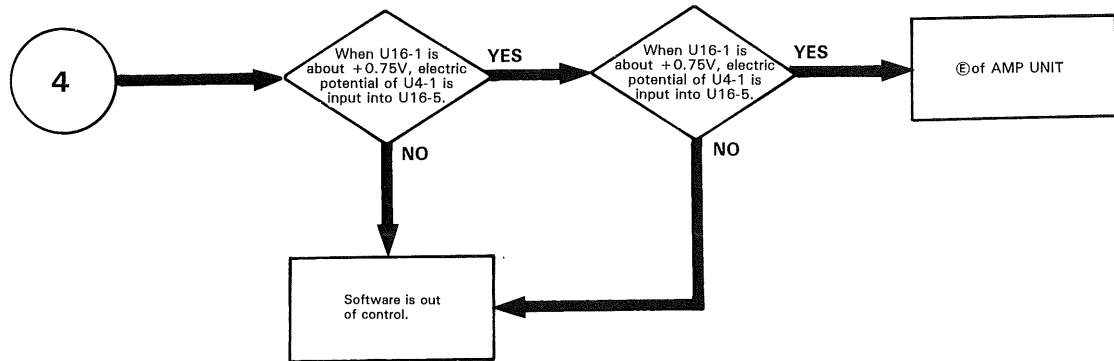 4
When U16-1 is
about +0.75V, electric
potential of U4-1 is
input into U16-5.
YES
NO
When U16-1 is
about +0.75V, electric
potential of U4-1 is
input into U16-5.
YES
NO
Ⓔof AMP UNIT
Software is out
of control.